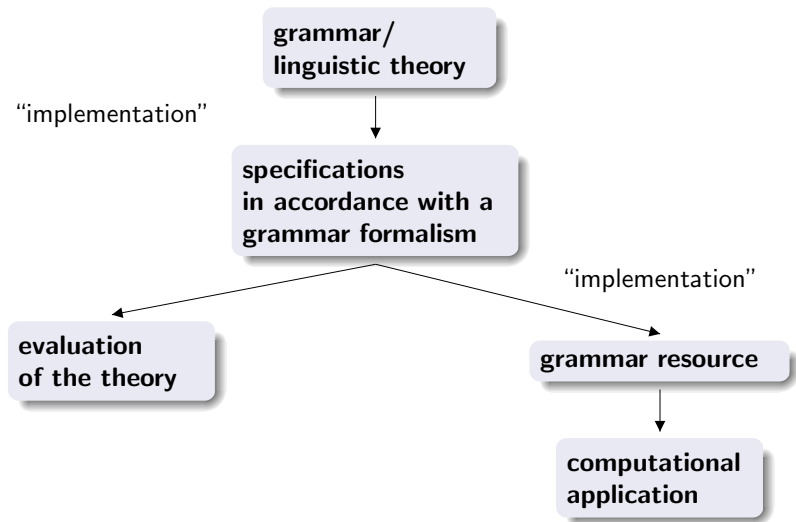 grammar/
linguistic theory
“implementation”
specifications
in accordance with a
grammar formalism
“implementation”
evaluation
of the theory
grammar resource
computational
application